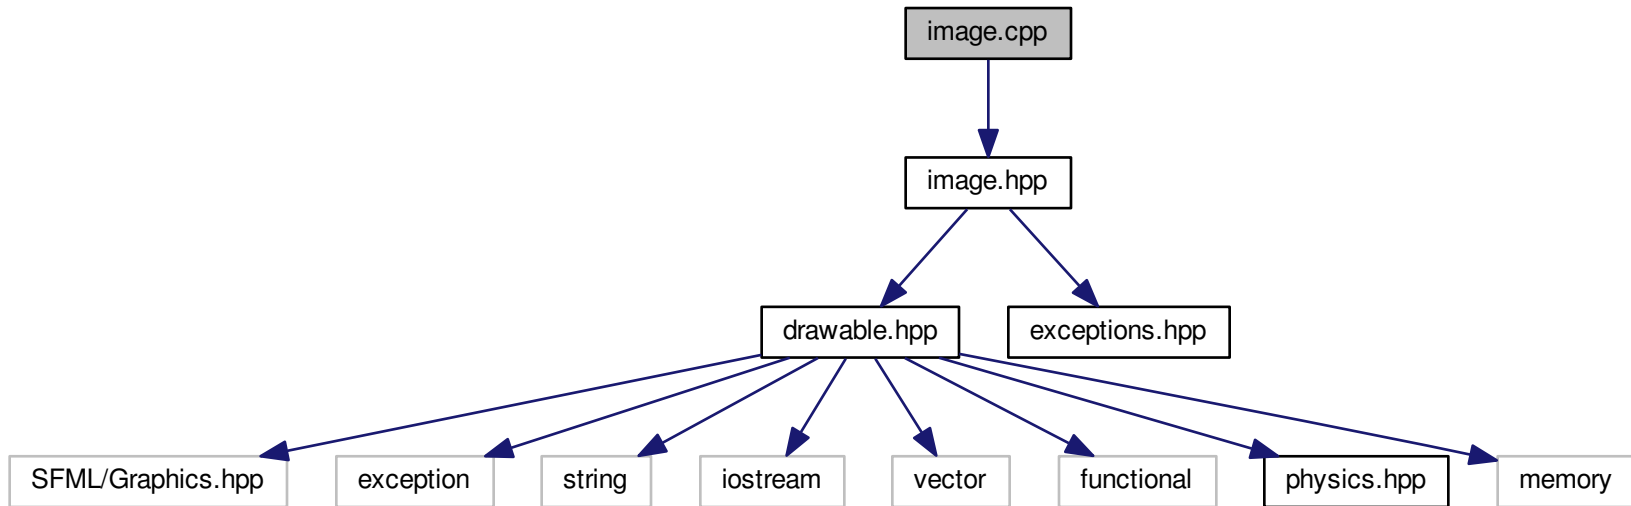 image.cpp
image.hpp
drawable.hpp
exceptions.hpp
SFML/Graphics.hpp
exception
string
iostream
vector
functional
physics.hpp
memory